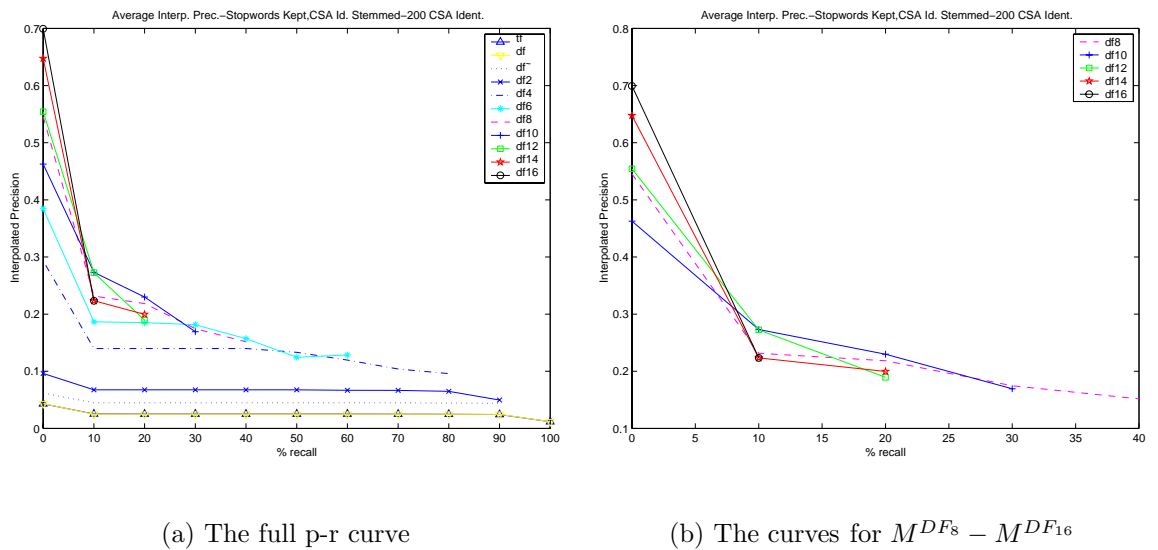 Average Interp. Prec.-Stopwords Kept,CSA Id. Stemmed-200 CSA Ident.
0.7
0.6
0.5
0.4
0.3
0.2
0.1
0
Interpolated Precision
0 10 20 30 40 50 60 70 80 90 100
% recall
tf
df
df~
df2
df4
df6
df8
df10
df12
df14
df16
(a) The full p-r curve
Average Interp. Prec.-Stopwords Kept,CSA Id. Stemmed-200 CSA Ident.
0.8
0.7
0.6
0.5
0.4
0.3
0.2
0.1
Interpolated Precision
0 5 10 15 20 25 30 35 40
% recall
df8
df10
df12
df14
df16
(b) The curves for M^{DF_8} − M^{DF_{16}}